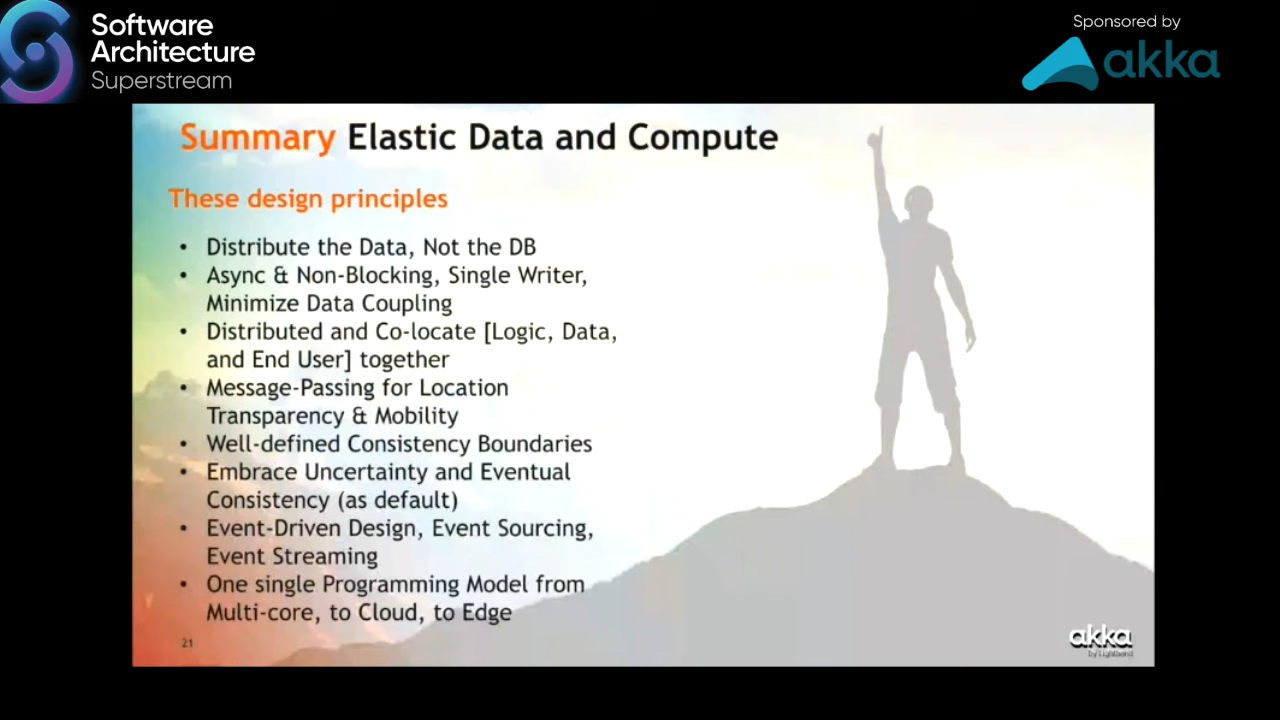 Software
Architecture
Superstream
Sponsored by
akka
Summary Elastic Data and Compute
These design principles
• Distribute the Data, Not the DB
• Async & Non-Blocking, Single Writer,
Minimize Data Coupling
• Distributed and Co-locate [Logic, Data,
and End User] together
• Message-Passing for Location
Transparency & Mobility
• Well-defined Consistency Boundaries
• Embrace Uncertainty and Eventual
Consistency (as default)
• Event-Driven Design, Event Sourcing,
Event Streaming
• One single Programming Model from
Multi-core, to Cloud, to Edge
21
akka
by Lightbend